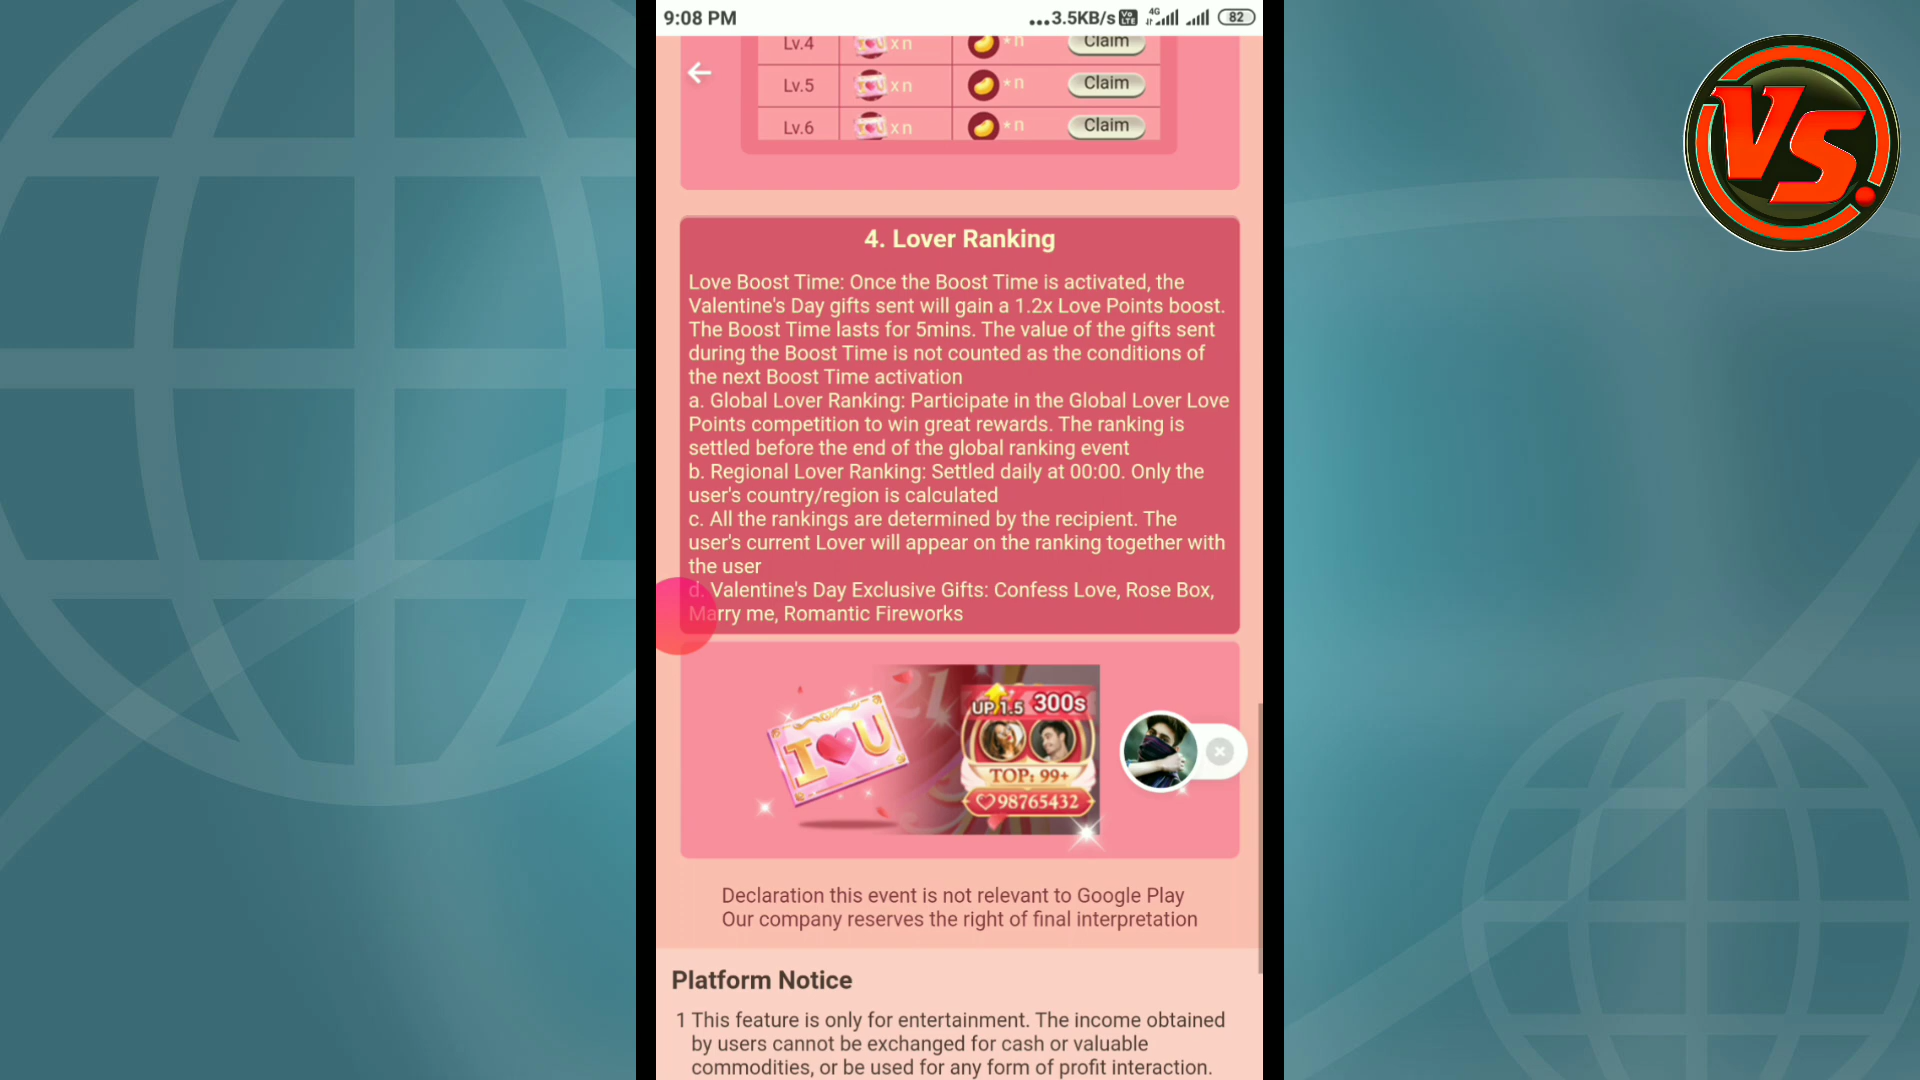 9:08 PM
...3.5KB/s Vo LTE 4G 82
Lv.4 x n * n Claim
Lv.5 x n * n Claim
Lv.6 x n * n Claim
VS.
4. Lover Ranking
Love Boost Time: Once the Boost Time is activated, the
Valentine's Day gifts sent will gain a 1.2x Love Points boost.
The Boost Time lasts for 5mins. The value of the gifts sent
during the Boost Time is not counted as the conditions of
the next Boost Time activation
a. Global Lover Ranking: Participate in the Global Lover Love
Points competition to win great rewards. The ranking is
settled before the end of the global ranking event
b. Regional Lover Ranking: Settled daily at 00:00. Only the
user's country/region is calculated
c. All the rankings are determined by the recipient. The
user's current Lover will appear on the ranking together with
the user
d. Valentine's Day Exclusive Gifts: Confess Love, Rose Box,
Marry me, Romantic Fireworks
I U
21
UP 1.5 300s
TOP: 99+
98765432
Declaration this event is not relevant to Google Play
Our company reserves the right of final interpretation
Platform Notice
1 This feature is only for entertainment. The income obtained
by users cannot be exchanged for cash or valuable
commodities, or be used for any form of profit interaction.